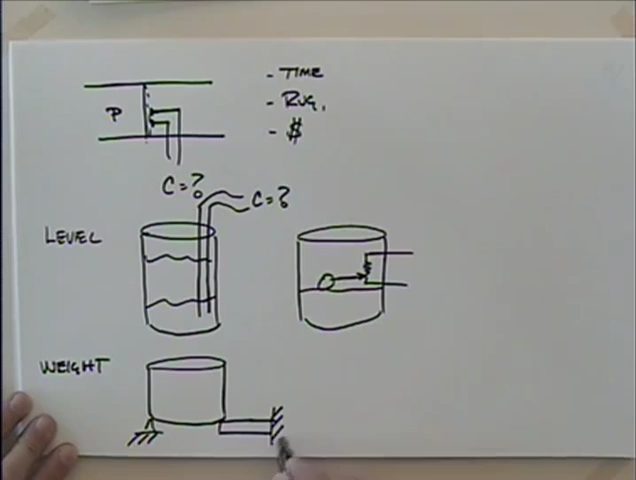 - TIME
P
- RUG.
- $
C = ?
C = ?
LEVEL
WEIGHT